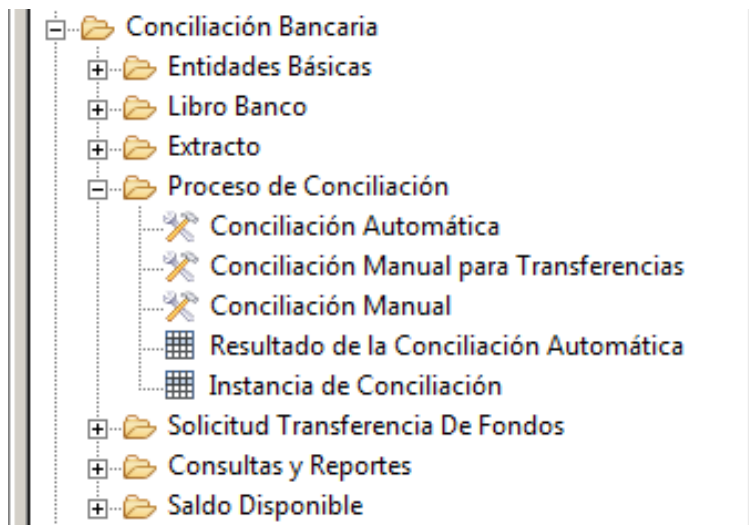 Conciliación Bancaria
Entidades Básicas
Libro Banco
Extracto
Proceso de Conciliación
Conciliación Automática
Conciliación Manual para Transferencias
Conciliación Manual
Resultado de la Conciliación Automática
Instancia de Conciliación
Solicitud Transferencia De Fondos
Consultas y Reportes
Saldo Disponible